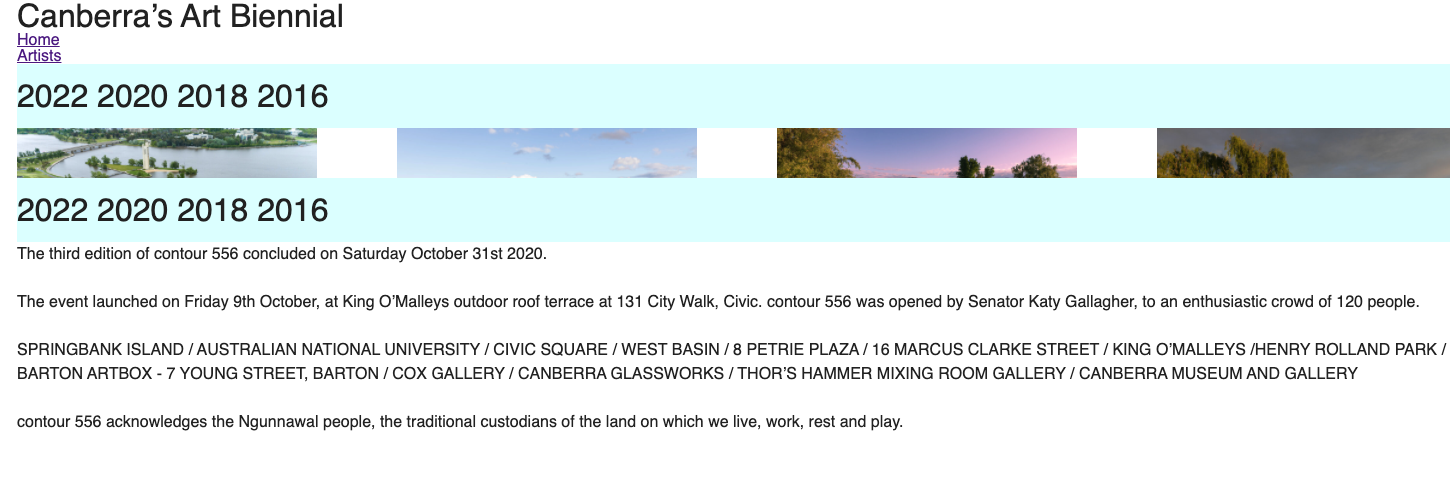 Canberra’s Art Biennial
Home
Artists
2022 2020 2018 2016
2022 2020 2018 2016
The third edition of contour 556 concluded on Saturday October 31st 2020.
The event launched on Friday 9th October, at King O’Malleys outdoor roof terrace at 131 City Walk, Civic. contour 556 was opened by Senator Katy Gallagher, to an enthusiastic crowd of 120 people.
SPRINGBANK ISLAND / AUSTRALIAN NATIONAL UNIVERSITY / CIVIC SQUARE / WEST BASIN / 8 PETRIE PLAZA / 16 MARCUS CLARKE STREET / KING O’MALLEYS /HENRY ROLLAND PARK /
BARTON ARTBOX - 7 YOUNG STREET, BARTON / COX GALLERY / CANBERRA GLASSWORKS / THOR’S HAMMER MIXING ROOM GALLERY / CANBERRA MUSEUM AND GALLERY
contour 556 acknowledges the Ngunnawal people, the traditional custodians of the land on which we live, work, rest and play.